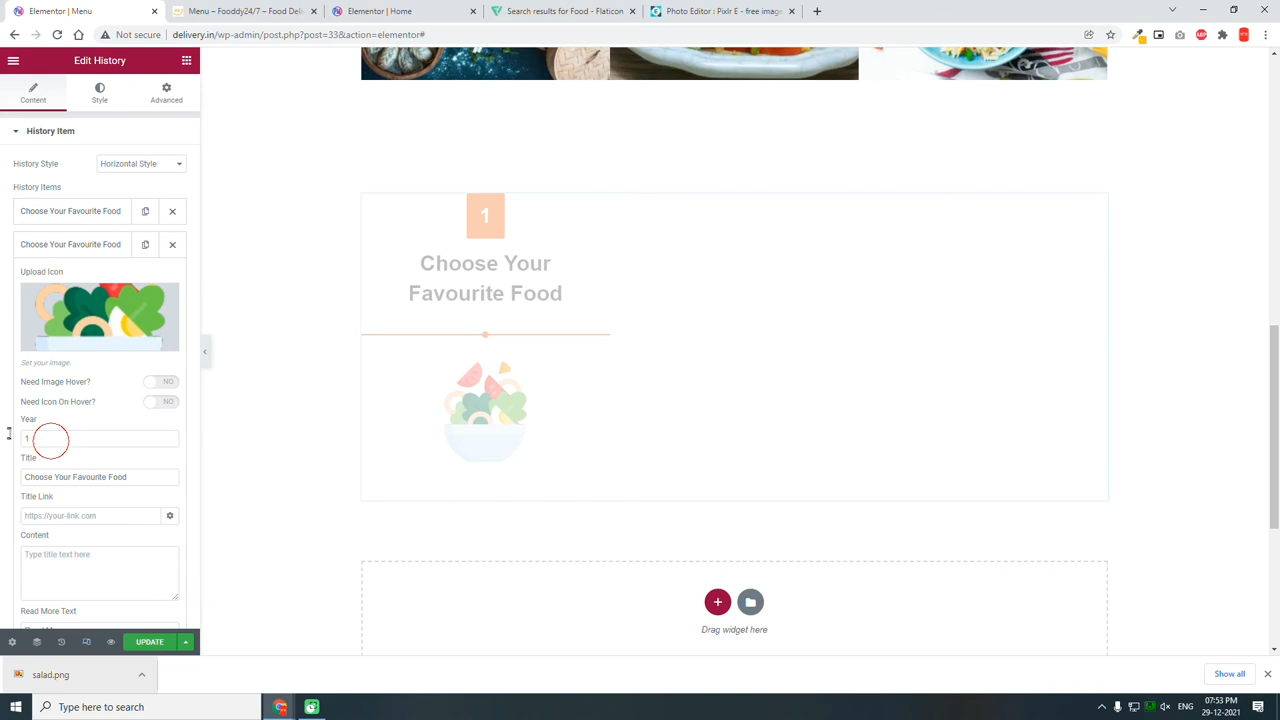 Elementor | Menu
Menu – Fooddy24/7 – Food Deli
Elementor | Home
Search results for Food - Flaticon
Photo Editor : Pixlr E - free image
Not secure
delivery.in/wp-admin/post.php?post=33&action=elementor#
Edit History
Content
Style
Advanced
History Item
History Style
Horizontal Style
History Items
Choose Your Favourite Food
Choose Your Favourite Food
Upload Icon
Set your image.
Need Image Hover?
NO
Need Icon On Hover?
NO
Year
1
Title
Choose Your Favourite Food
Title Link
https://your-link.com
Content
Type title text here
Read More Text
UPDATE
1
Choose Your
Favourite Food
Drag widget here
salad.png
Show all
Type here to search
ENG
07:53 PM
29-12-2021